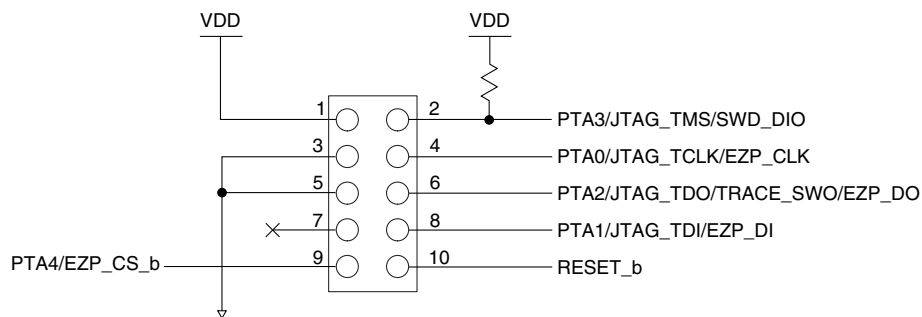 VDD
VDD
1
2
PTA3/JTAG_TMS/SWD_DIO
3
4
PTA0/JTAG_TCLK/EZP_CLK
5
6
PTA2/JTAG_TDO/TRACE_SWO/EZP_DO
7
8
PTA1/JTAG_TDI/EZP_DI
PTA4/EZP_CS_b
9
10
RESET_b